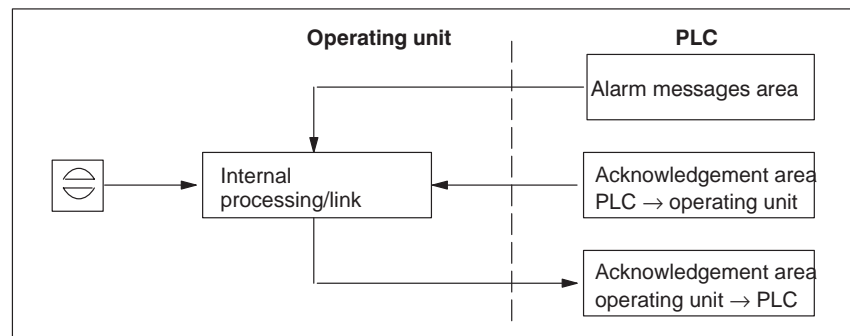 Operating unit
PLC
Alarm messages area
Internal
processing/link
Acknowledgement area
PLC → operating unit
Acknowledgement area
operating unit → PLC